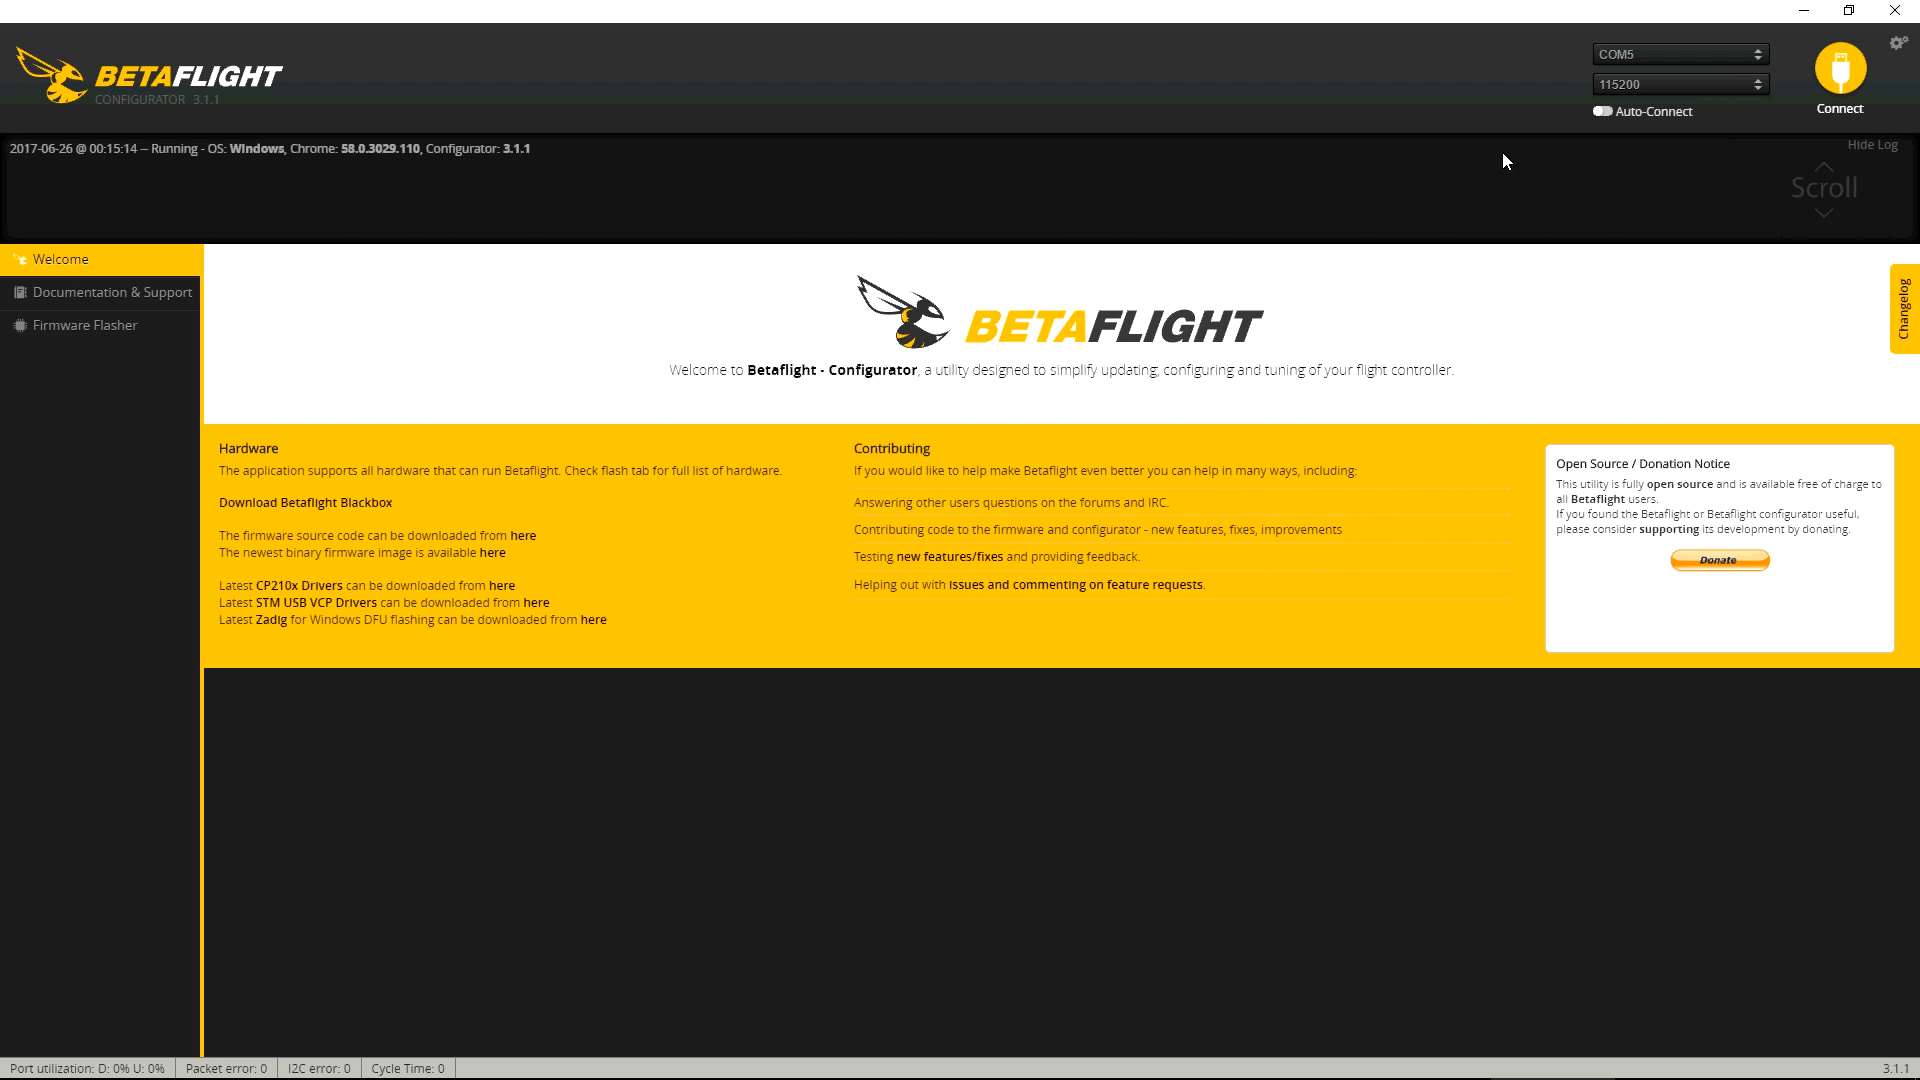 BETAFLIGHT
CONFIGURATOR 3.1.1
COM5
115200
Auto-Connect
Connect
2017-06-26 @ 00:15:14 -- Running - OS: Windows, Chrome: 58.0.3029.110, Configurator: 3.1.1
Hide Log
Scroll
Welcome
Documentation & Support
Firmware Flasher
BETAFLIGHT
Changelog
Welcome to Betaflight - Configurator, a utility designed to simplify updating, configuring and tuning of your flight controller.
Hardware
The application supports all hardware that can run Betaflight. Check flash tab for full list of hardware.
Download Betaflight Blackbox
The firmware source code can be downloaded from here
The newest binary firmware image is available here
Latest CP210x Drivers can be downloaded from here
Latest STM USB VCP Drivers can be downloaded from here
Latest Zadig for Windows DFU flashing can be downloaded from here
Contributing
If you would like to help make Betaflight even better you can help in many ways, including:
Answering other users questions on the forums and IRC.
Contributing code to the firmware and configurator - new features, fixes, improvements
Testing new features/fixes and providing feedback.
Helping out with issues and commenting on feature requests.
Open Source / Donation Notice
This utility is fully open source and is available free of charge to
all Betaflight users.
If you found the Betaflight or Betaflight configurator useful,
please consider supporting its development by donating.
Donate
Port utilization: D: 0% U: 0%
Packet error: 0
I2C error: 0
Cycle Time: 0
3.1.1